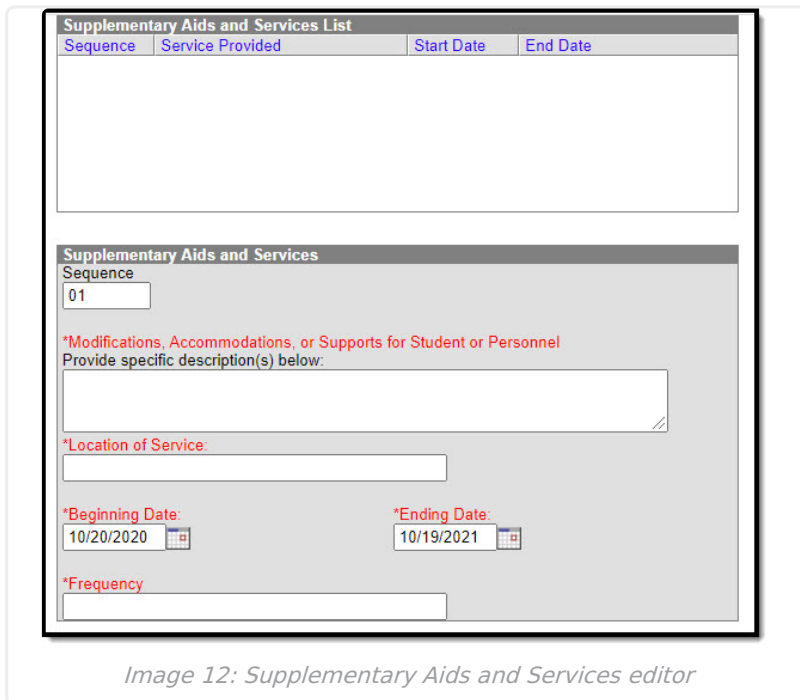 Supplementary Aids and Services List
Sequence Service Provided Start Date End Date
Supplementary Aids and Services
Sequence
01
*Modifications, Accommodations, or Supports for Student or Personnel
Provide specific description(s) below:
*Location of Service:
*Beginning Date: *Ending Date:
10/20/2020 10/19/2021
*Frequency
Image 12: Supplementary Aids and Services editor